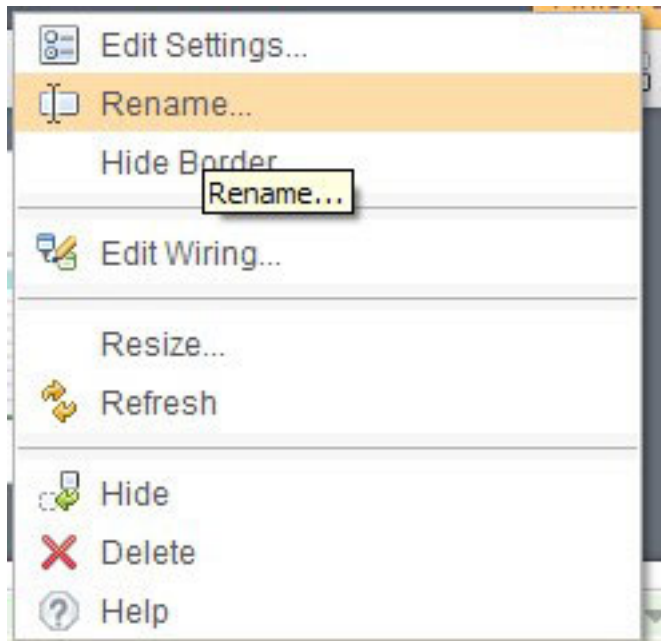 Edit Settings...
Rename...
Hide Border
Rename...
Edit Wiring...
Resize...
Refresh
Hide
Delete
Help